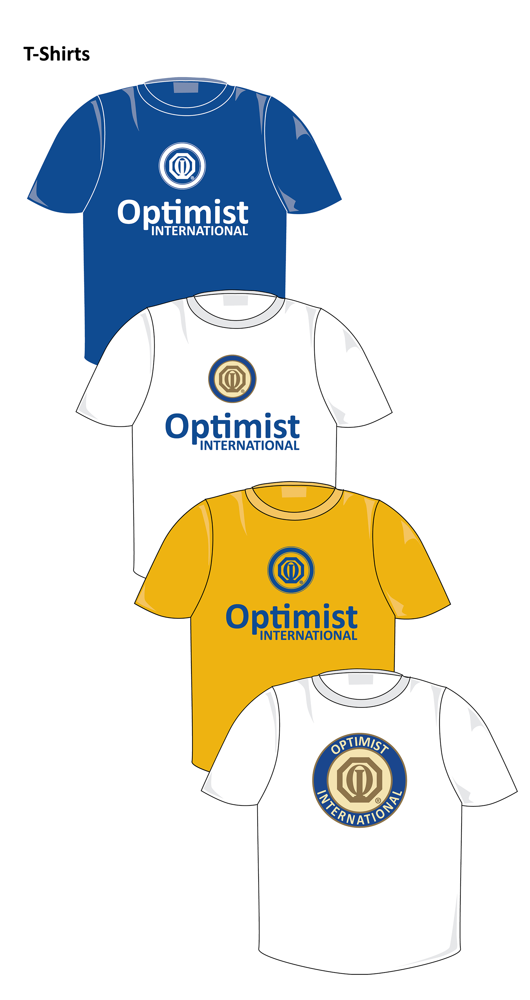 T-Shirts
®
Optimist
INTERNATIONAL
®
Optimist
INTERNATIONAL
®
Optimist
INTERNATIONAL
OPTIMIST
®
INTERNATIONAL